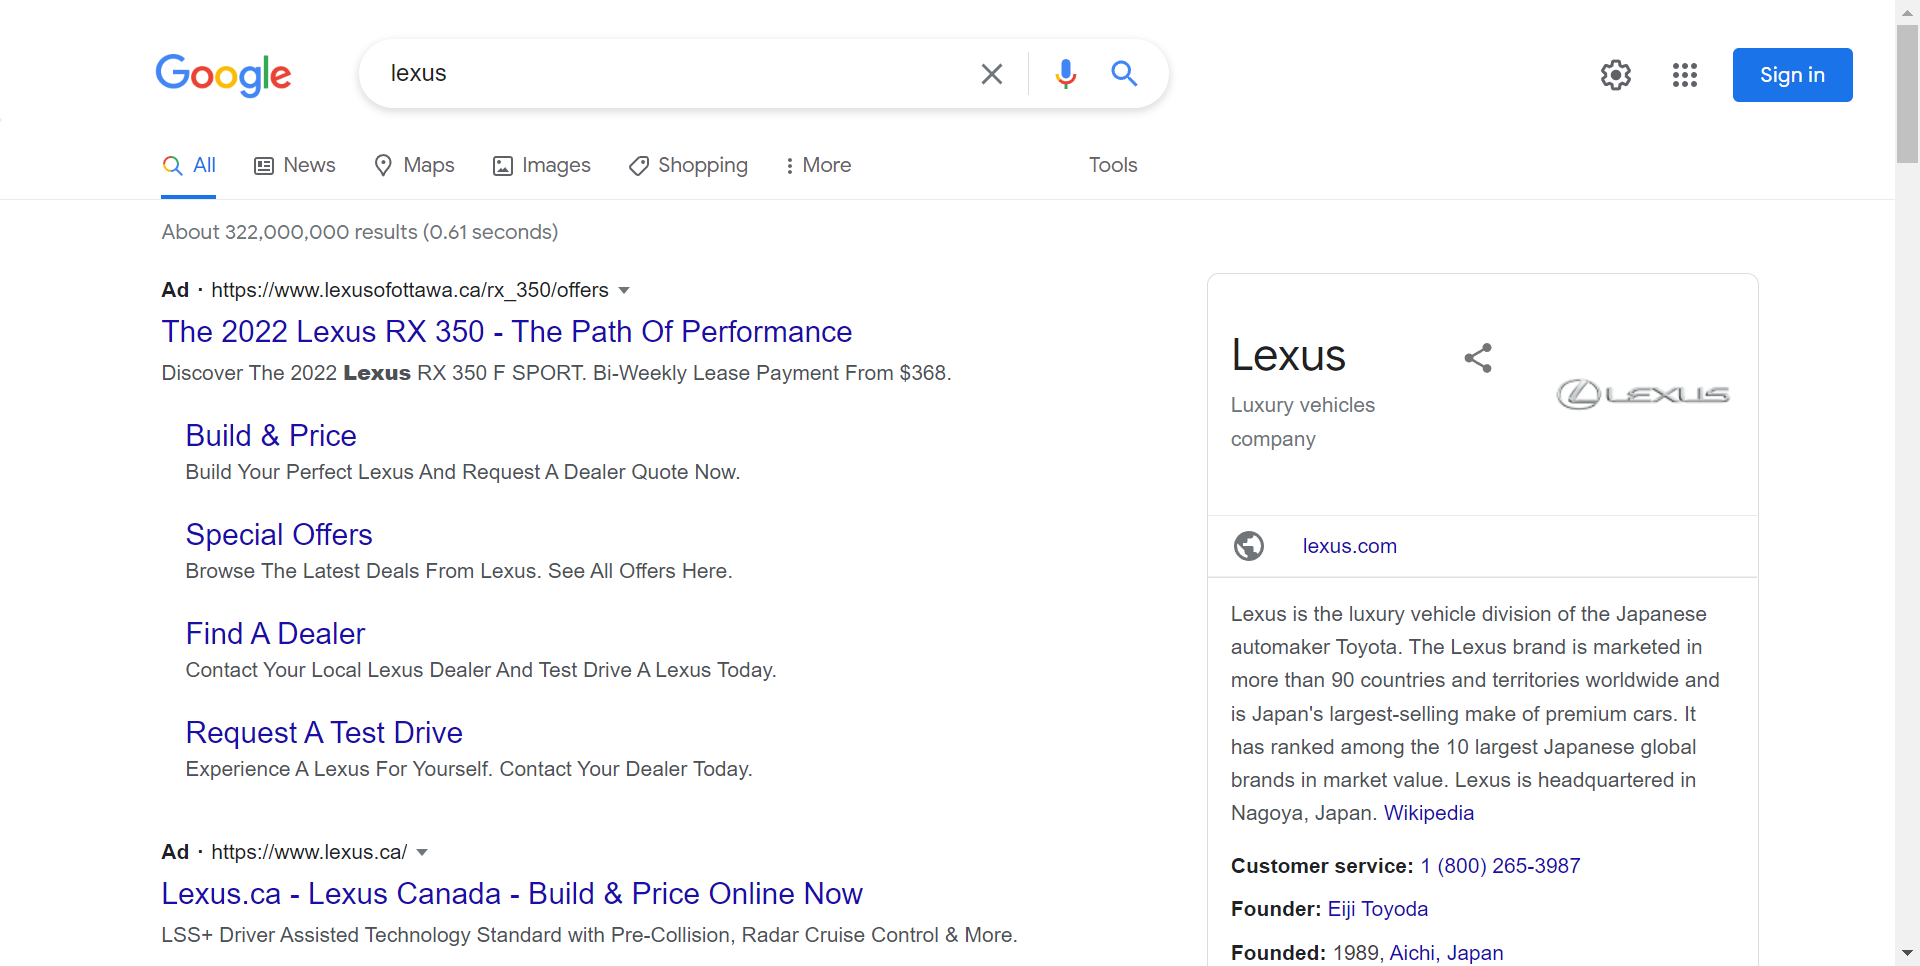 Google
lexus
Sign in
All
News
Maps
Images
Shopping
More
Tools
About 322,000,000 results (0.61 seconds)
Ad · https://www.lexusofottawa.ca/rx_350/offers
The 2022 Lexus RX 350 - The Path Of Performance
Discover The 2022 Lexus RX 350 F SPORT. Bi-Weekly Lease Payment From $368.
Build & Price
Build Your Perfect Lexus And Request A Dealer Quote Now.
Special Offers
Browse The Latest Deals From Lexus. See All Offers Here.
Find A Dealer
Contact Your Local Lexus Dealer And Test Drive A Lexus Today.
Request A Test Drive
Experience A Lexus For Yourself. Contact Your Dealer Today.
Ad · https://www.lexus.ca/
Lexus.ca - Lexus Canada - Build & Price Online Now
LSS+ Driver Assisted Technology Standard with Pre-Collision, Radar Cruise Control & More.
Lexus
Luxury vehicles
company
LEXUS
lexus.com
Lexus is the luxury vehicle division of the Japanese
automaker Toyota. The Lexus brand is marketed in
more than 90 countries and territories worldwide and
is Japan's largest-selling make of premium cars. It
has ranked among the 10 largest Japanese global
brands in market value. Lexus is headquartered in
Nagoya, Japan. Wikipedia
Customer service: 1 (800) 265-3987
Founder: Eiji Toyoda
Founded: 1989, Aichi, Japan